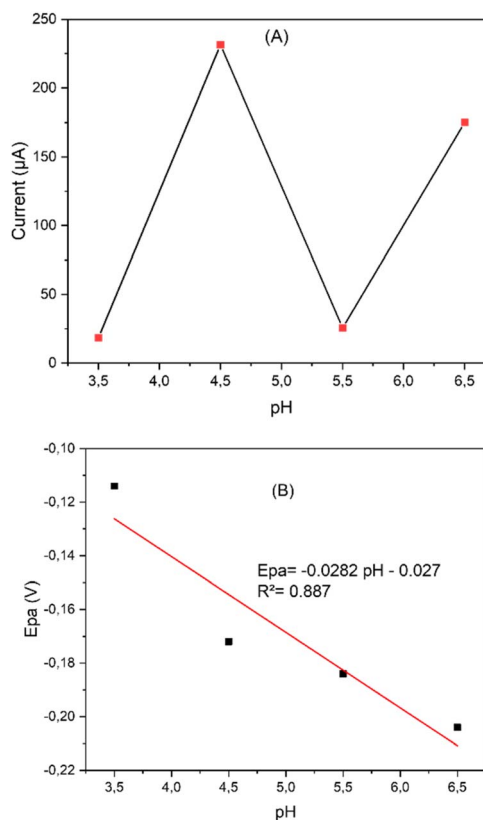 (A)
250
200
150
100
50
0
Current (µA)
3,5 4,0 4,5 5,0 5,5 6,0 6,5
pH
(B)
-0,10
-0,12
-0,14
-0,16
-0,18
-0,20
-0,22
Epa (V)
Epa= -0.0282 pH - 0.027
R²= 0.887
3,5 4,0 4,5 5,0 5,5 6,0 6,5
pH